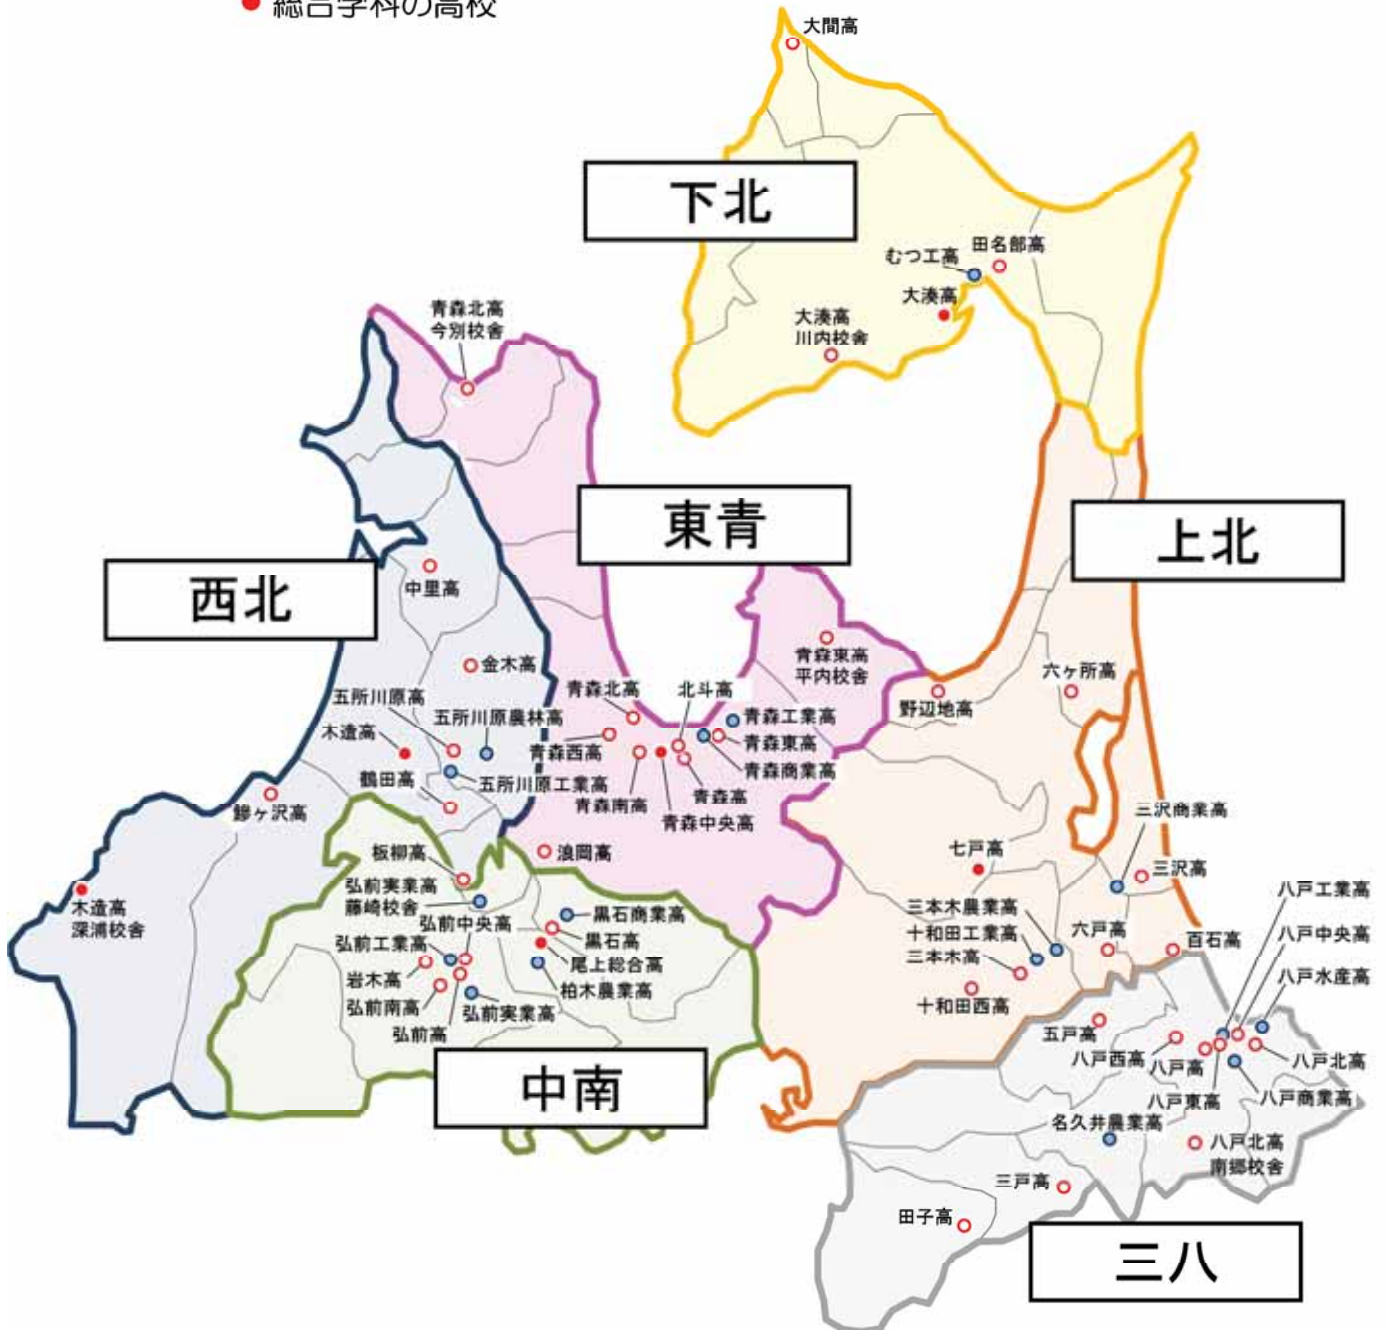 総合学科の高校
大間高
下北
田名部高
むつ工高
大湊高
大湊高
川内校舎
青森北高
今別校舎
東青
上北
西北
中里高
金木高
五所川原高
五所川原農林高
木造高
鶴田高
五所川原工業高
鰺ヶ沢高
木造高
深浦校舎
青森東高
平内校舎
青森北高
北斗高
青森工業高
青森西高
青森東高
青森商業高
青森南高
青森高
青森中央高
浪岡高
野辺地高
六ヶ所高
三沢商業高
七戸高
三沢高
三本木農業高
十和田工業高
三本木高
六戸高
百石高
十和田西高
板柳高
弘前実業高
藤崎校舎
弘前中央高
黒石商業高
弘前工業高
黒石高
岩木高
尾上総合高
弘前南高
柏木農業高
弘前実業高
弘前高
中南
八戸工業高
八戸中央高
八戸水産高
五戸高
八戸西高
八戸高
八戸北高
八戸東高
八戸商業高
名久井農業高
八戸北高
南郷校舎
三戸高
田子高
三八